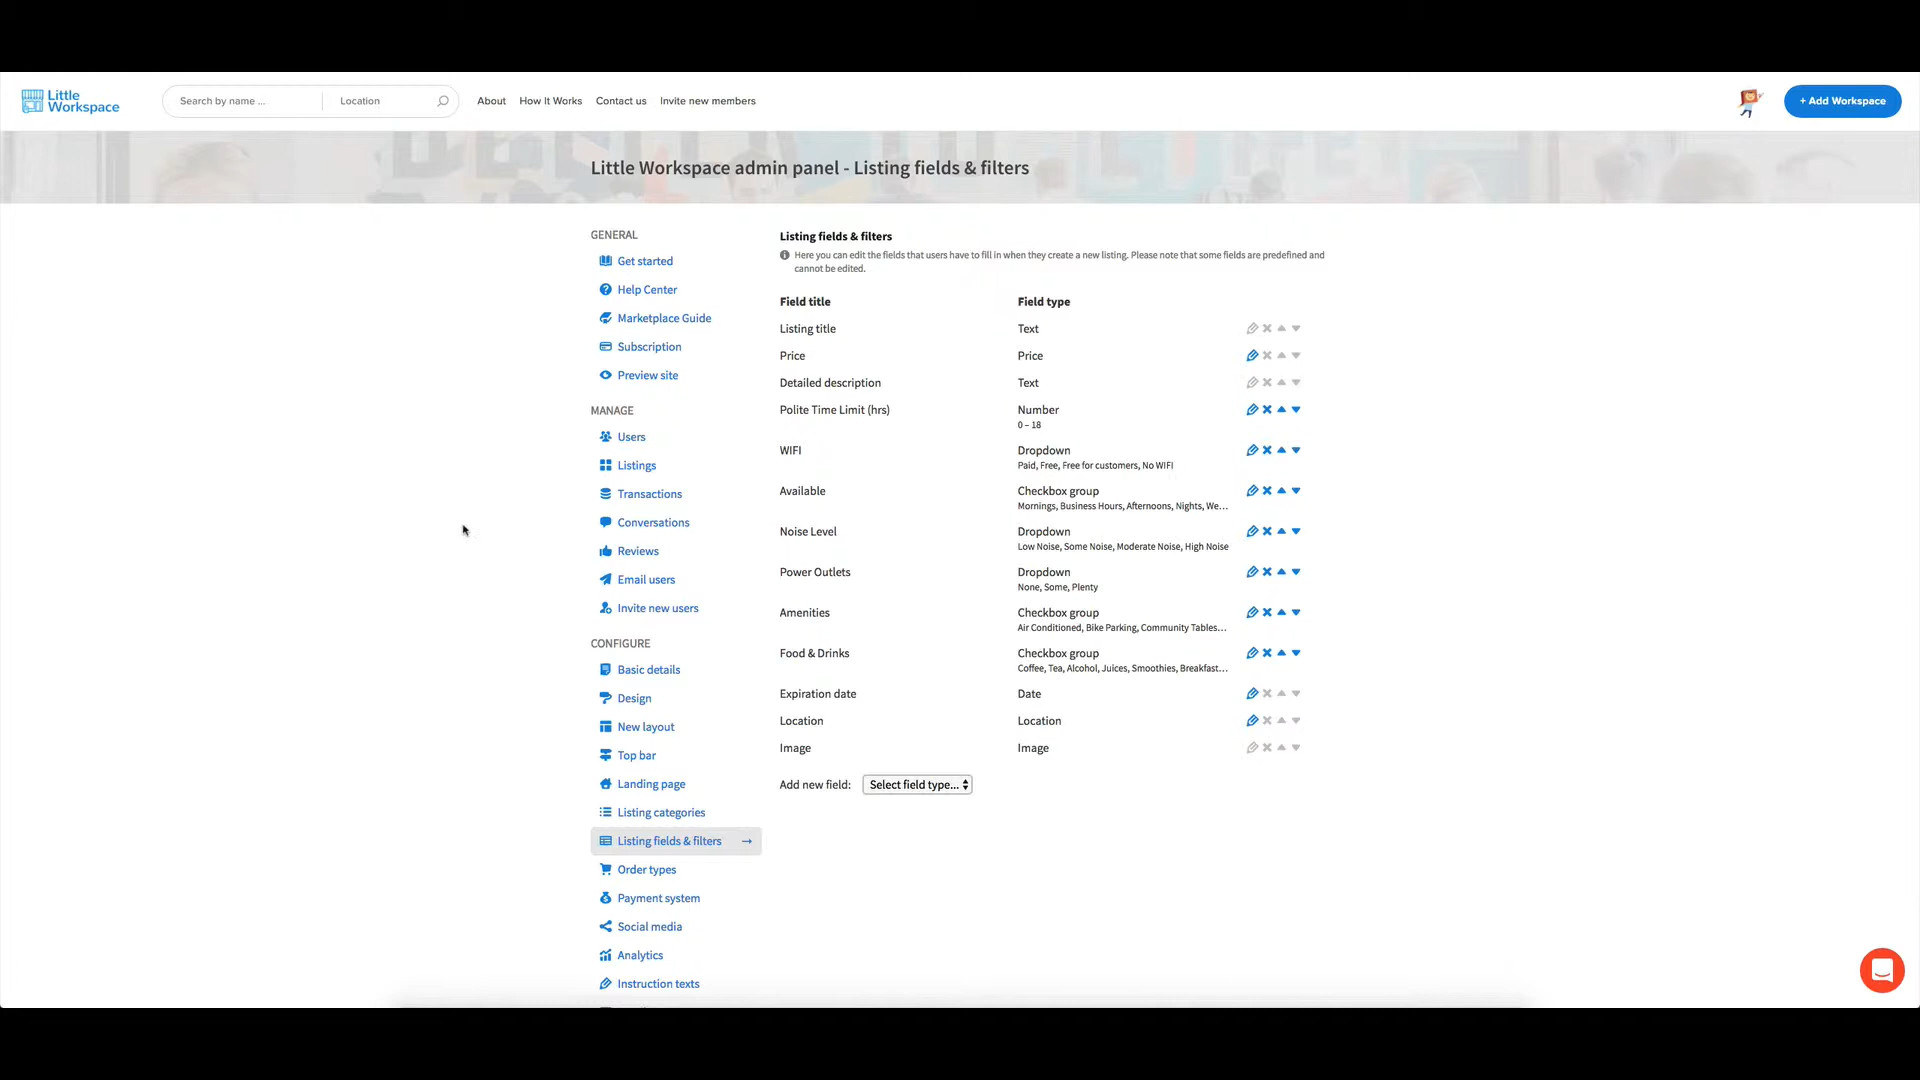 Little
Workspace
Search by name ...
Location
About
How It Works
Contact us
Invite new members
+ Add Workspace
Little Workspace admin panel - Listing fields & filters
GENERAL
Get started
Help Center
Marketplace Guide
Subscription
Preview site
MANAGE
Users
Listings
Transactions
Conversations
Reviews
Email users
Invite new users
CONFIGURE
Basic details
Design
New layout
Top bar
Landing page
Listing categories
Listing fields & filters →
Order types
Payment system
Social media
Analytics
Instruction texts
Listing fields & filters
Here you can edit the fields that users have to fill in when they create a new listing. Please note that some fields are predefined and
cannot be edited.
Field title Field type
Listing title Text
Price Price
Detailed description Text
Polite Time Limit (hrs) Number
0 – 18
WIFI Dropdown
Paid, Free, Free for customers, No WIFI
Available Checkbox group
Mornings, Business Hours, Afternoons, Nights, We...
Noise Level Dropdown
Low Noise, Some Noise, Moderate Noise, High Noise
Power Outlets Dropdown
None, Some, Plenty
Amenities Checkbox group
Air Conditioned, Bike Parking, Community Tables...
Food & Drinks Checkbox group
Coffee, Tea, Alcohol, Juices, Smoothies, Breakfast...
Expiration date Date
Location Location
Image Image
Add new field: Select field type...